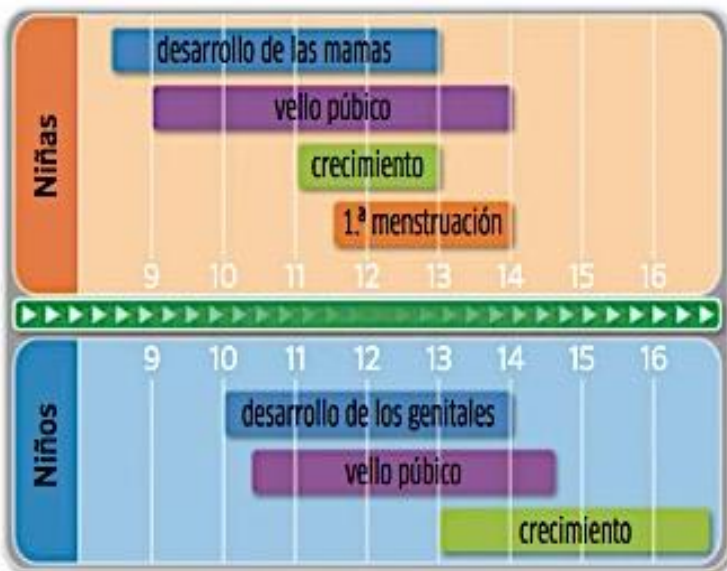 Niñas
desarrollo de las mamas
vello púbico
crecimiento
1.ª menstruación
9 10 11 12 13 14 15 16
Niños
9 10 11 12 13 14 15 16
desarrollo de los genitales
vello púbico
crecimiento